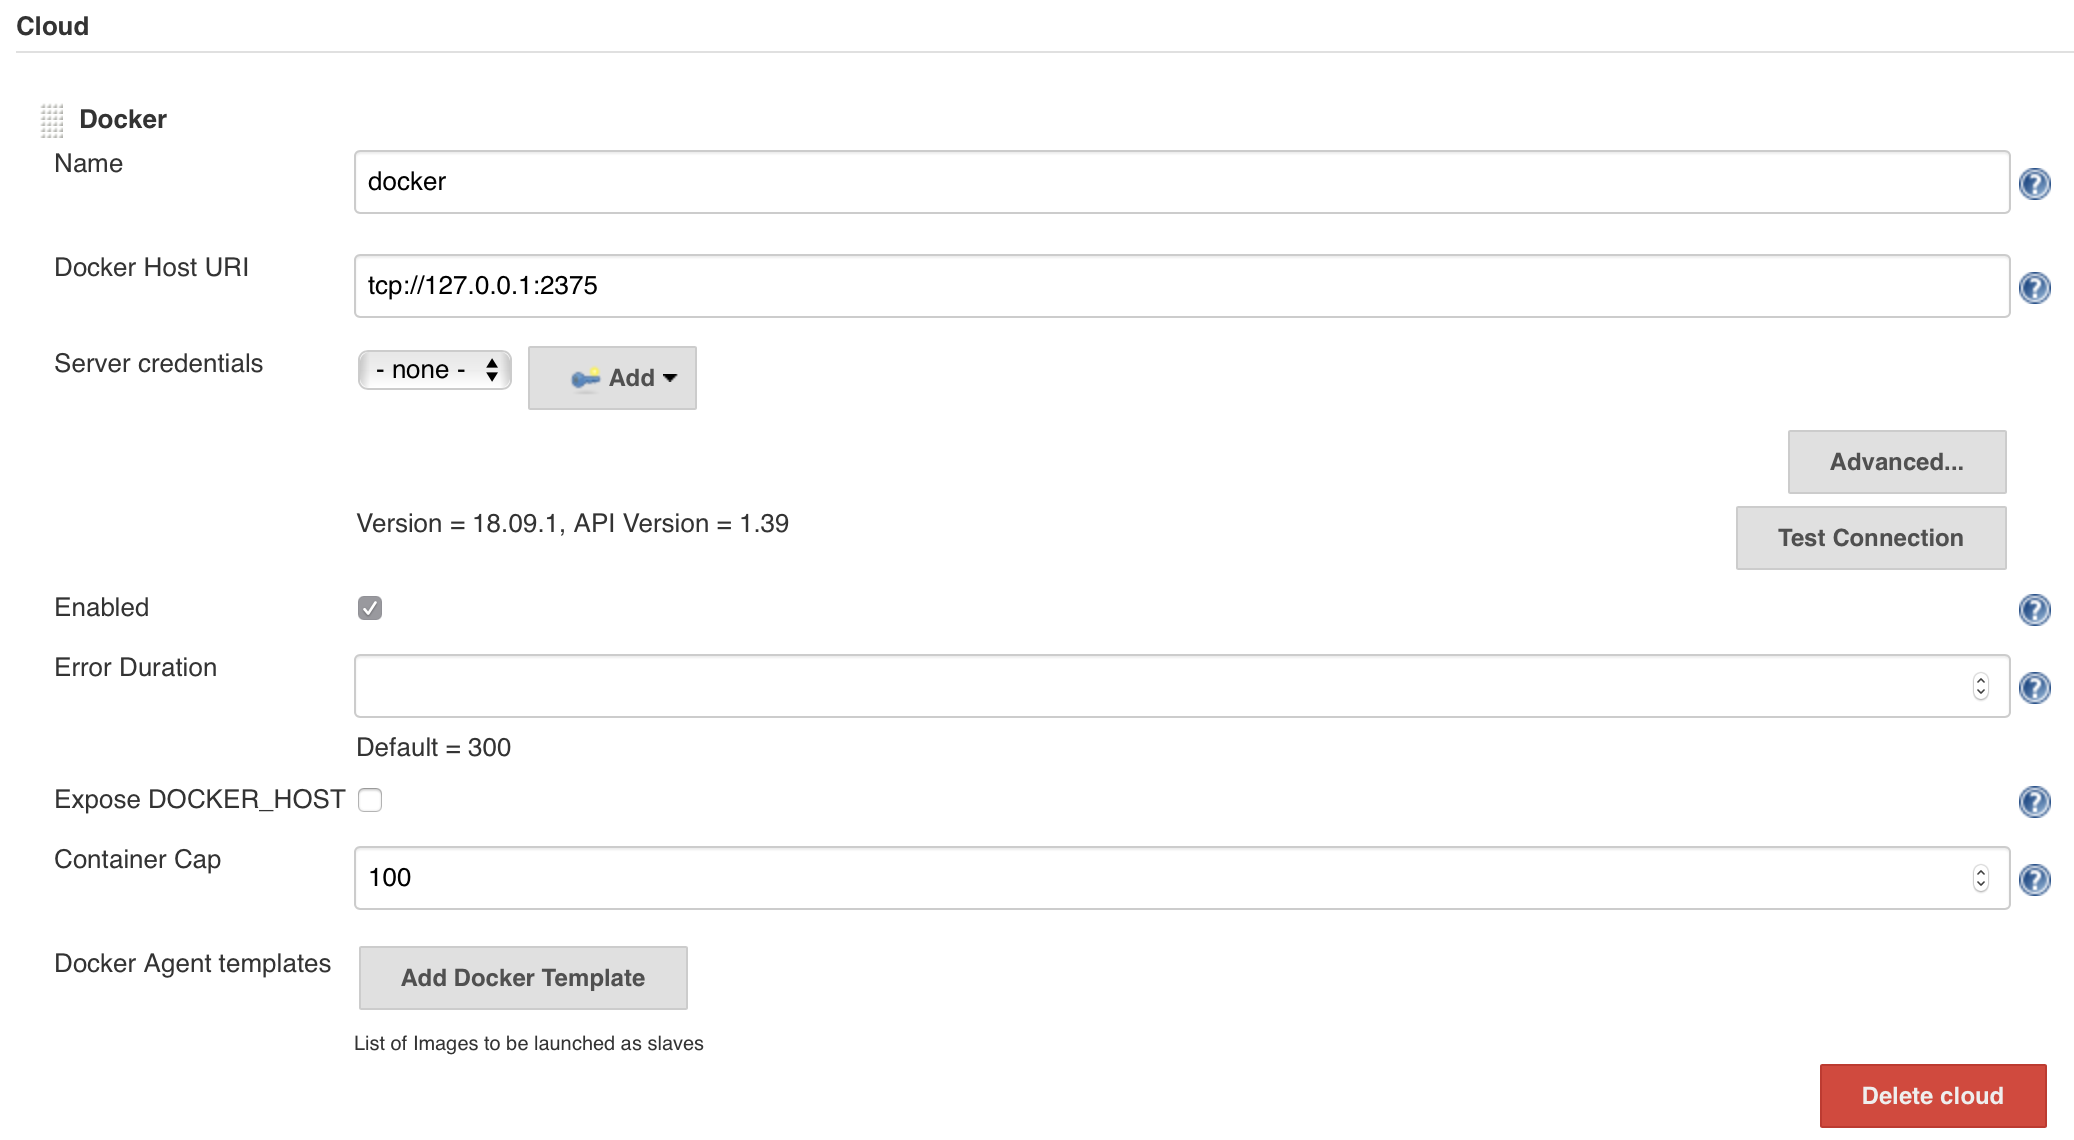 Cloud
Docker
Name
docker
Docker Host URI
tcp://127.0.0.1:2375
Server credentials
- none -
Add
Advanced...
Version = 18.09.1, API Version = 1.39
Test Connection
Enabled
Error Duration
Default = 300
Expose DOCKER_HOST
Container Cap
100
Docker Agent templates
Add Docker Template
List of Images to be launched as slaves
Delete cloud